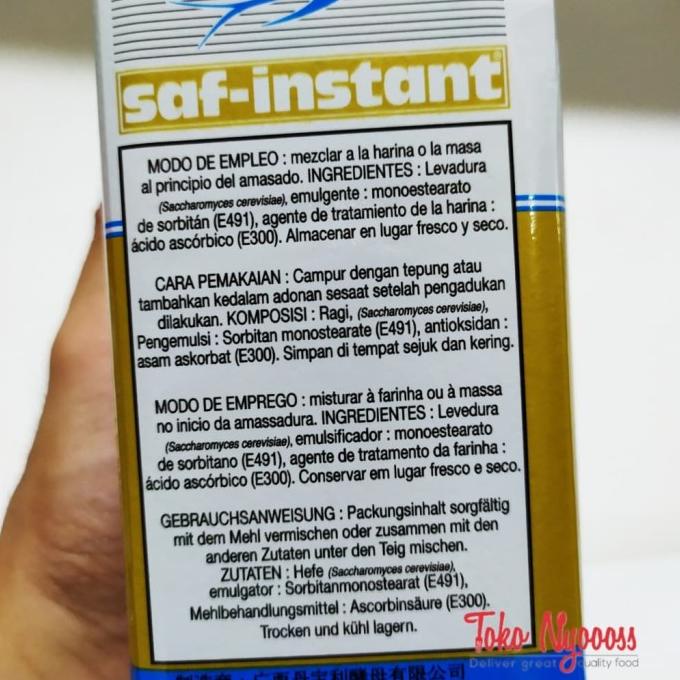 saf-instant®
MODO DE EMPLEO : mezclar a la harina o la masa
al principio del amasado. INGREDIENTES : Levadura
(Saccharomyces cerevisiae), emulgente : monoestearato
de sorbitán (E491), agente de tratamiento de la harina :
ácido ascórbico (E300). Almacenar en lugar fresco y seco.
CARA PEMAKAIAN : Campur dengan tepung atau
tambahkan kedalam adonan sesaat setelah pengadukan
dilakukan. KOMPOSISI : Ragi, (Saccharomyces cerevisiae),
Pengemulsi : Sorbitan monostearate (E491), antioksidan :
asam askorbat (E300). Simpan di tempat sejuk dan kering.
MODO DE EMPREGO : misturar à farinha ou à massa
no inicio da amassadura. INGREDIENTES : Levedura
(Saccharomyces cerevisiae), emulsificador : monoestearato
de sorbitano (E491), agente de tratamento da farinha :
ácido ascórbico (E300). Conservar em lugar fresco e seco.
GEBRAUCHSANWEISUNG : Packungsinhalt sorgfältig
mit dem Mehl vermischen oder zusammen mit den
anderen Zutaten unter den Teig mischen.
ZUTATEN : Hefe (Saccharomyces cerevisiae),
emulgator : Sorbitanmonostearat (E491),
Mehlbehandlungsmittel : Ascorbinsäure (E300).
Trocken und kühl lagern.
Toko Nyoooss
Deliver great quality food